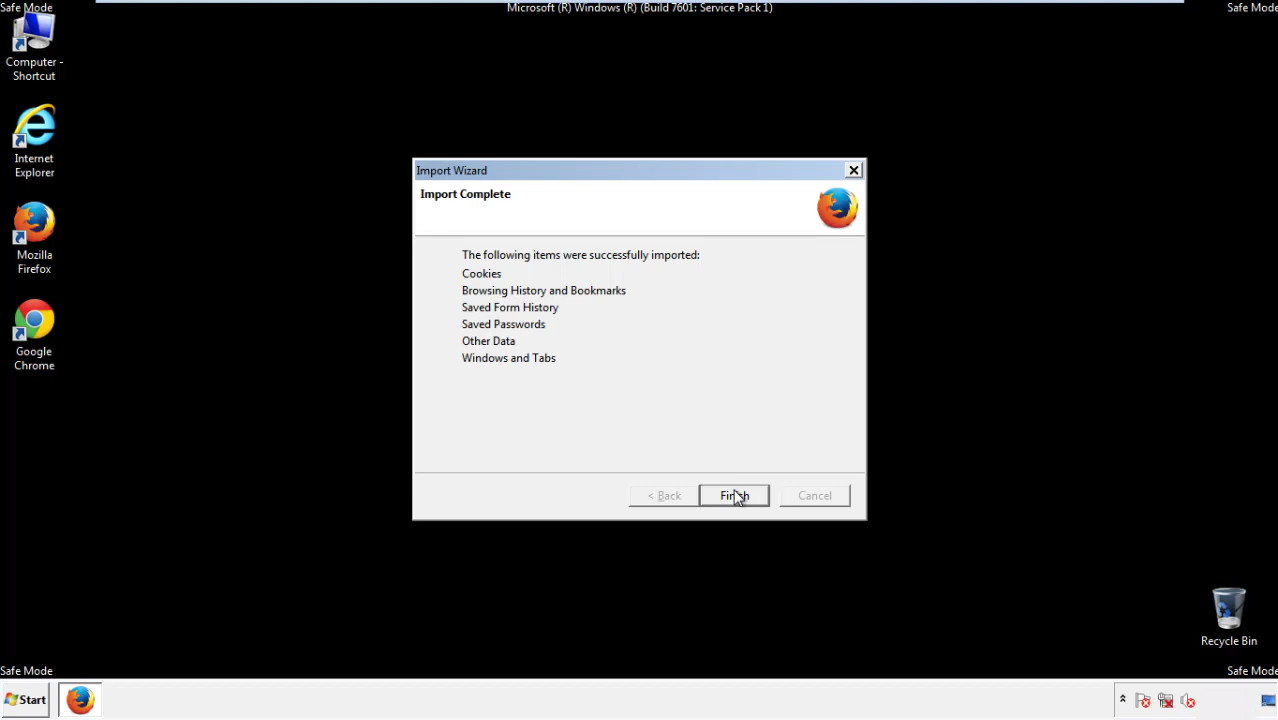 Safe Mode
Microsoft (R) Windows (R) (Build 7601: Service Pack 1)
Safe Mode
Computer -
Shortcut
Internet
Explorer
Mozilla
Firefox
Google
Chrome
Import Wizard
Import Complete
The following items were successfully imported:
Cookies
Browsing History and Bookmarks
Saved Form History
Saved Passwords
Other Data
Windows and Tabs
< Back
Finish
Cancel
Recycle Bin
Safe Mode
Safe Mode
Start